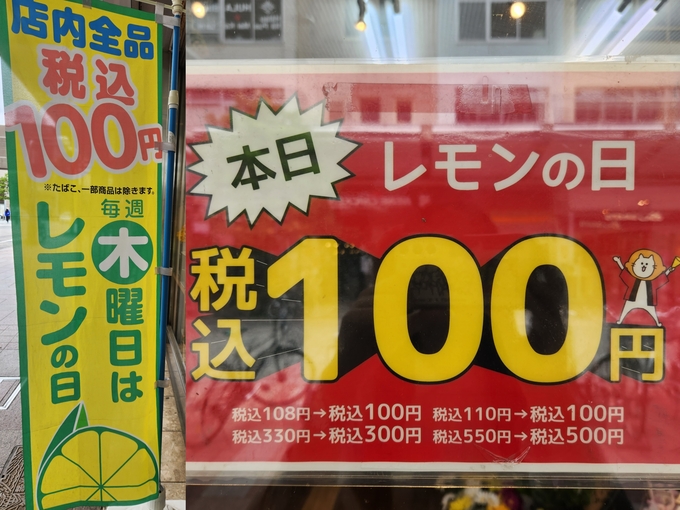 店内全品
税込
100円
※たばこ、一部商品は除きます。
毎週
木曜日は
レモンの日
本日
レモンの日
税込100円
税込108円→税込100円 税込110円→税込100円
税込330円→税込300円 税込550円→税込500円